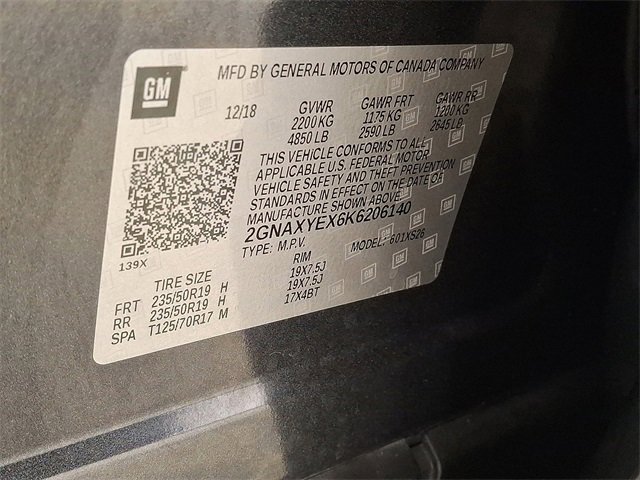 GM
MFD BY GENERAL MOTORS OF CANADA COMPANY
12/18 GVWR GAWR FRT GAWR RR
2200 KG 1175 KG 1200 KG
4850 LB 2590 LB 2645 LB
THIS VEHICLE CONFORMS TO ALL
APPLICABLE U.S. FEDERAL MOTOR
VEHICLE SAFETY AND THEFT PREVENTION
STANDARDS IN EFFECT ON THE DATE OF
MANUFACTURE SHOWN ABOVE.
2GNAXYEX6K6206140
TYPE: M.P.V. MODEL: 601XS26
139X
TIRE SIZE RIM
FRT 235/50R19 H 19X7.5J
RR 235/50R19 H 19X7.5J
SPA T125/70R17 M 17X4BT